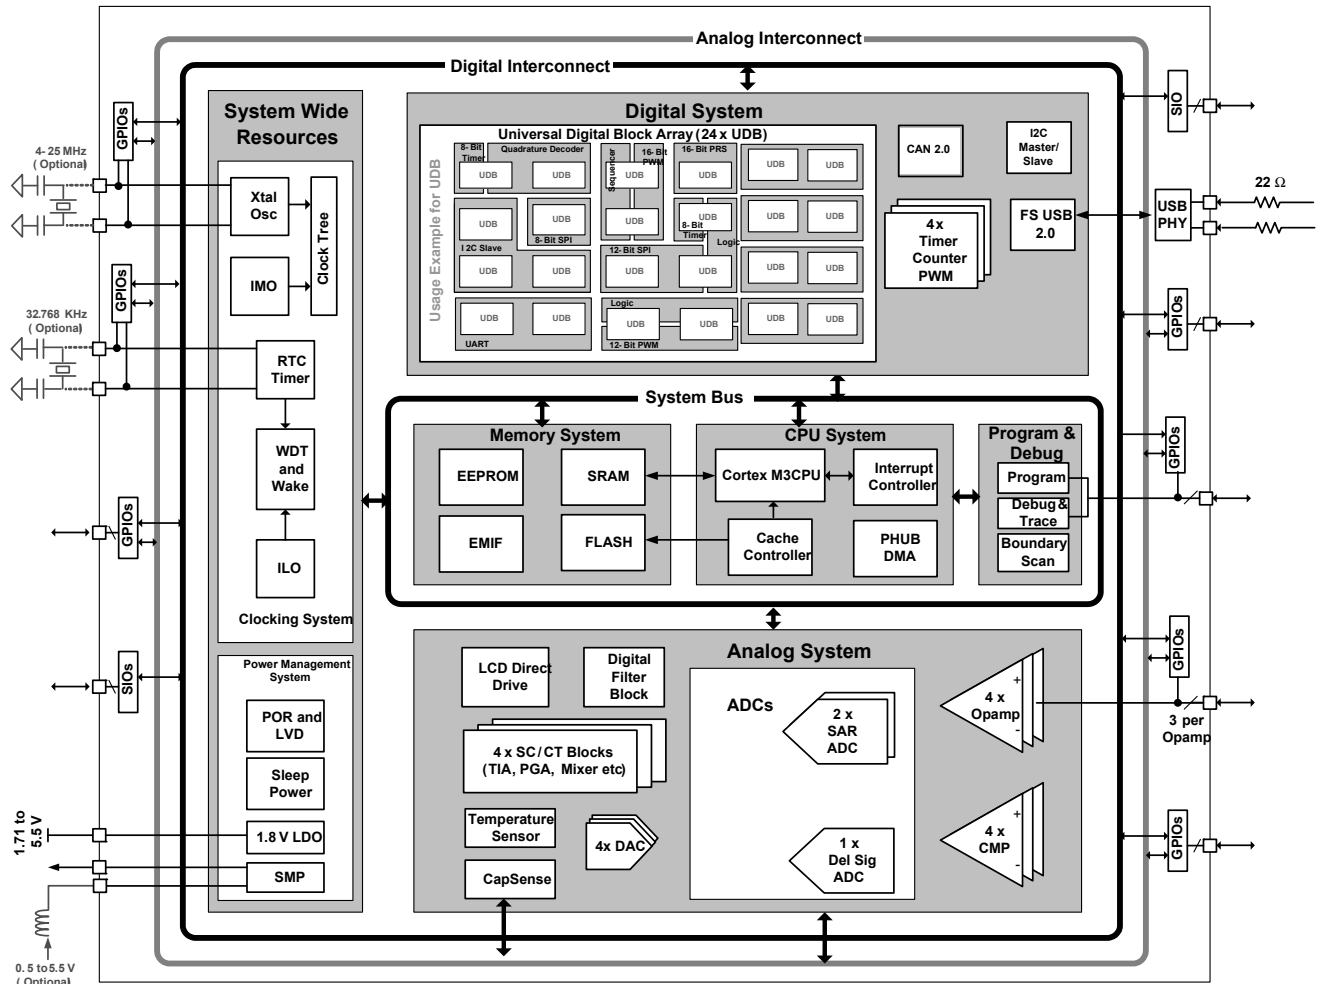 Analog Interconnect
Digital Interconnect
System Wide
Resources
GPIOs
4- 25 MHz
( Optional)
Xtal
Osc
IMO
Clock Tree
GPIOs
32.768 KHz
( Optional)
RTC
Timer
WDT
and
Wake
ILO
Clocking System
GPIOs
SIOs
Power Management
System
POR and
LVD
Sleep
Power
1.8 V LDO
SMP
1.71 to
5.5 V
0. 5 to 5.5 V
( Optional)
Digital System
Universal Digital Block Array (24 x UDB)
Usage Example for UDB
8- Bit
Timer
Quadrature Decoder
Sequencer
16- Bit
PWM
16- Bit PRS
UDB
UDB
UDB
UDB
UDB
UDB
UDB
UDB
UDB
UDB
UDB
UDB
8- Bit
Timer
Logic
I 2C Slave
8- Bit SPI
12- Bit SPI
UDB
UDB
UDB
UDB
UDB
UDB
Logic
UDB
UDB
UDB
UDB
UDB
UDB
UART
12- Bit PWM
CAN 2.0
I2C
Master/
Slave
4 x
Timer
Counter
PWM
FS USB
2.0
System Bus
Memory System
EEPROM
SRAM
EMIF
FLASH
CPU System
Cortex M3CPU
Interrupt
Controller
Cache
Controller
PHUB
DMA
Program &
Debug
Program
Debug &
Trace
Boundary
Scan
Analog System
LCD Direct
Drive
Digital
Filter
Block
4 x SC / CT Blocks
(TIA, PGA, Mixer etc)
Temperature
Sensor
CapSense
4x DAC
ADCs
2 x
SAR
ADC
1 x
Del Sig
ADC
+
4 x
Opamp
-
+
4 x
CMP
-
SIO
USB
PHY
22 Ω
GPIOs
GPIOs
GPIOs
3 per
Opamp
GPIOs